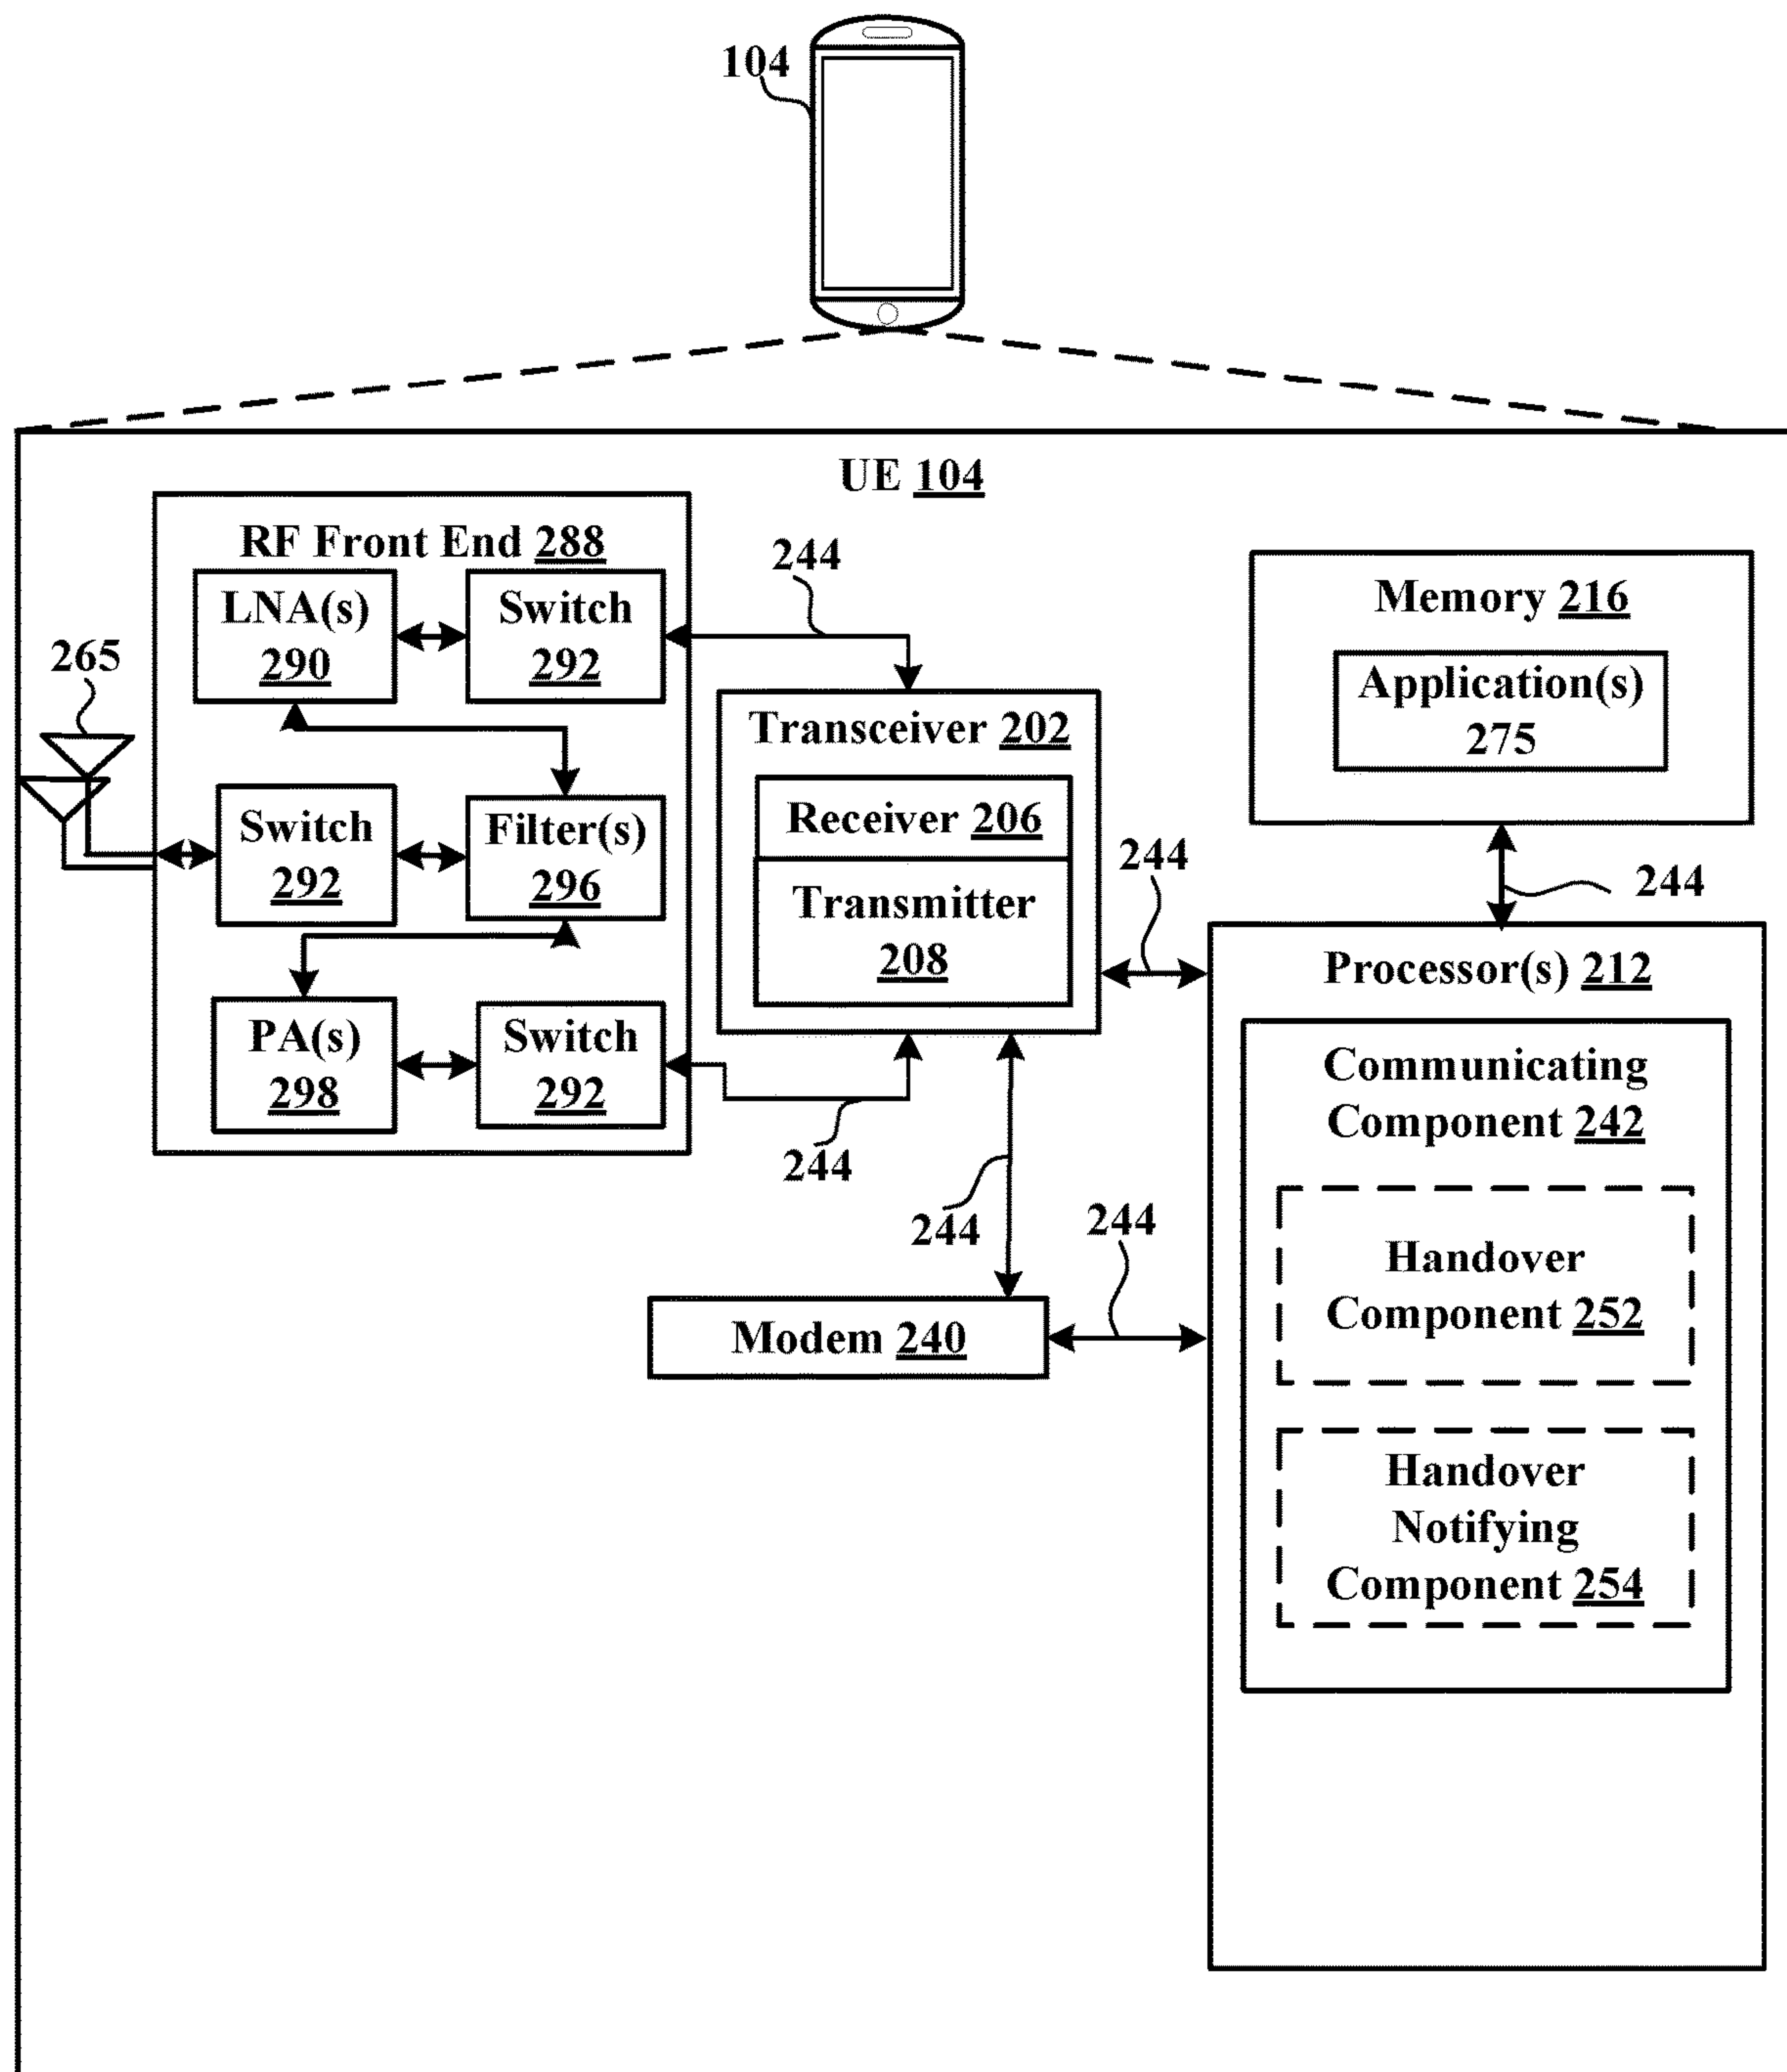 104
UE 104
RF Front End 288
LNA(s)
290
Switch
292
244
265
Switch
292
Filter(s)
296
PA(s)
298
Switch
292
244
Transceiver 202
Receiver 206
Transmitter
208
244
244
Modem 240
244
Memory 216
Application(s)
275
244
Processor(s) 212
Communicating
Component 242
Handover
Component 252
Handover
Notifying
Component 254